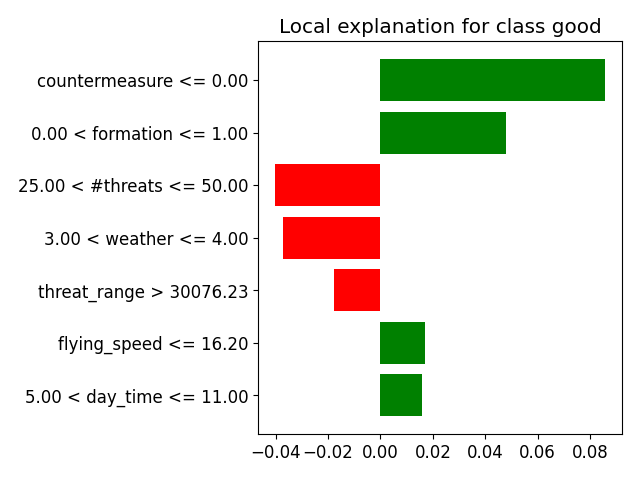 Local explanation for class good
countermeasure <= 0.00
0.00 < formation <= 1.00
25.00 < #threats <= 50.00
3.00 < weather <= 4.00
threat_range > 30076.23
flying_speed <= 16.20
5.00 < day_time <= 11.00
−0.04 −0.02 0.00 0.02 0.04 0.06 0.08